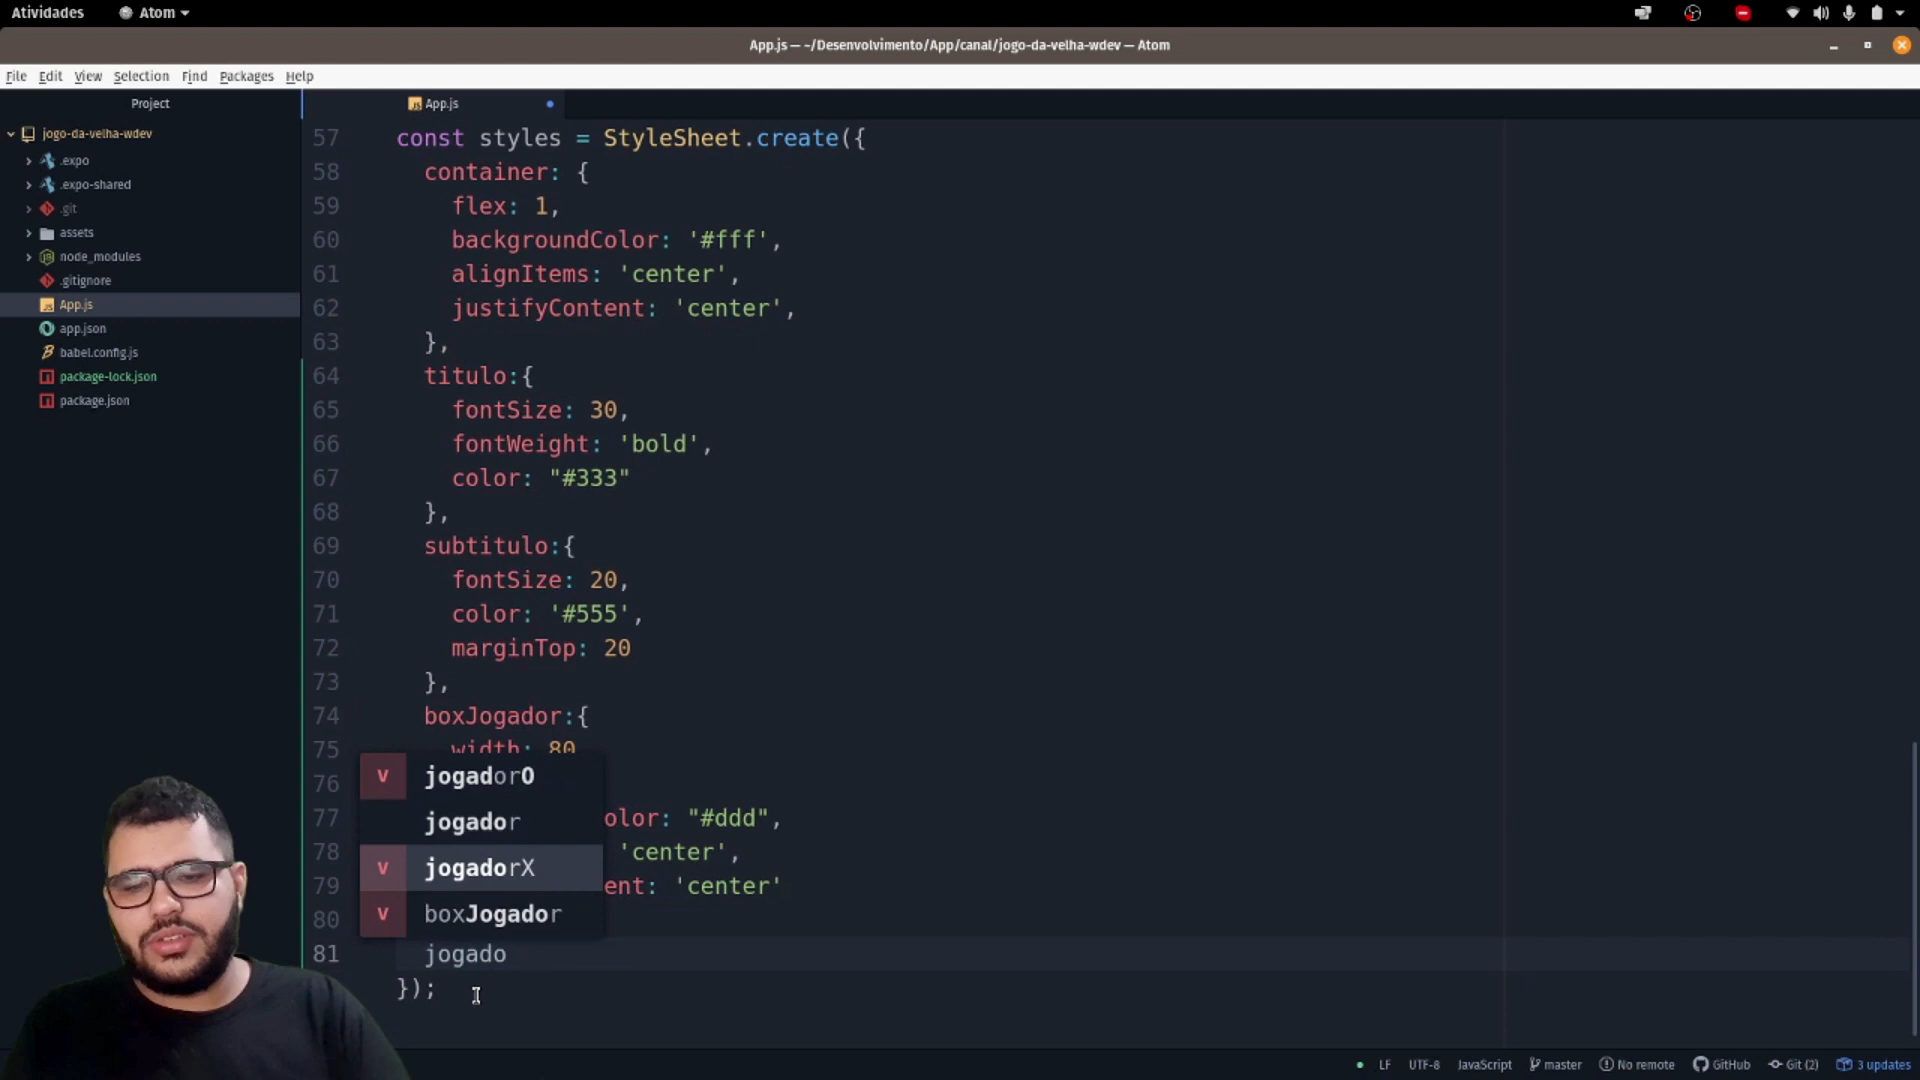 Atividades
Atom
App.js — ~/Desenvolvimento/App/canal/jogo-da-velha-wdev — Atom
File Edit View Selection Find Packages Help
Project
App.js
jogo-da-velha-wdev
.expo
.expo-shared
.git
assets
node_modules
.gitignore
App.js
app.json
babel.config.js
package-lock.json
package.json
57 const styles = StyleSheet.create({
58 container: {
59 flex: 1,
60 backgroundColor: '#fff',
61 alignItems: 'center',
62 justifyContent: 'center',
63 },
64 titulo:{
65 fontSize: 30,
66 fontWeight: 'bold',
67 color: "#333"
68 },
69 subtitulo:{
70 fontSize: 20,
71 color: '#555',
72 marginTop: 20
73 },
74 boxJogador:{
75 width: 80
76
77 olor: "#ddd",
78 'center',
79 ent: 'center'
80
81 jogado
});
v jogadorO
jogador
v jogadorX
v boxJogador
LF UTF-8 JavaScript master No remote GitHub Git (2) 3 updates